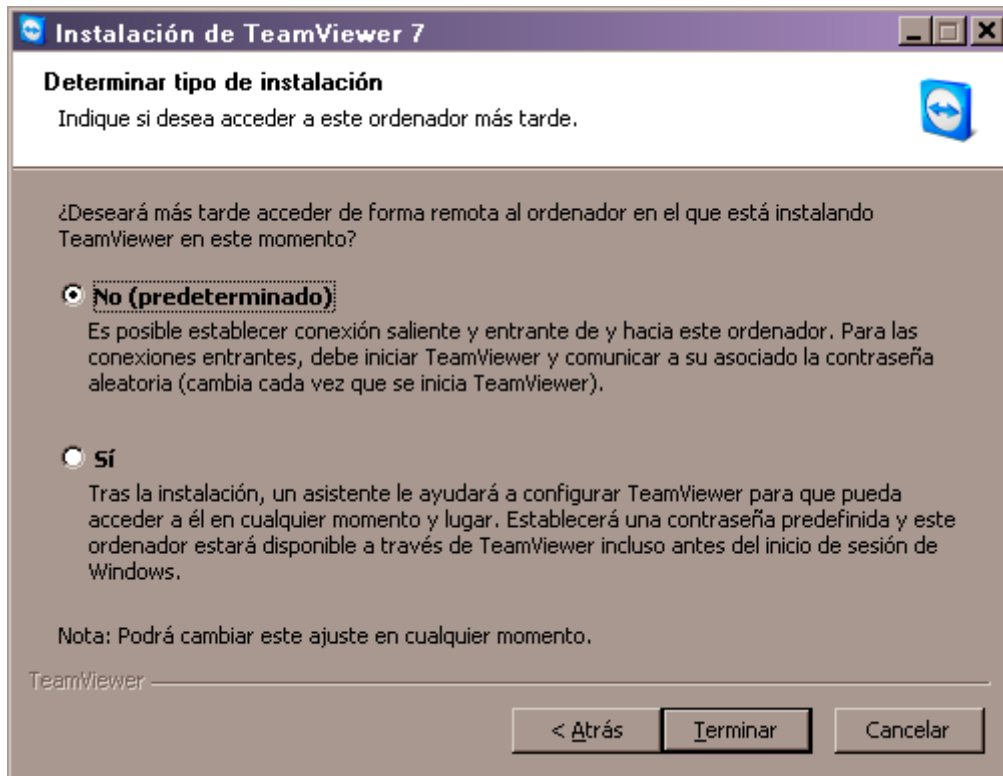 Instalación de TeamViewer 7
Determinar tipo de instalación
Indique si desea acceder a este ordenador más tarde.
¿Deseará más tarde acceder de forma remota al ordenador en el que está instalando
TeamViewer en este momento?
No (predeterminado)
Es posible establecer conexión saliente y entrante de y hacia este ordenador. Para las
conexiones entrantes, debe iniciar TeamViewer y comunicar a su asociado la contraseña
aleatoria (cambia cada vez que se inicia TeamViewer).
Sí
Tras la instalación, un asistente le ayudará a configurar TeamViewer para que pueda
acceder a él en cualquier momento y lugar. Establecerá una contraseña predefinida y este
ordenador estará disponible a través de TeamViewer incluso antes del inicio de sesión de
Windows.
Nota: Podrá cambiar este ajuste en cualquier momento.
TeamViewer
< Atrás Terminar Cancelar